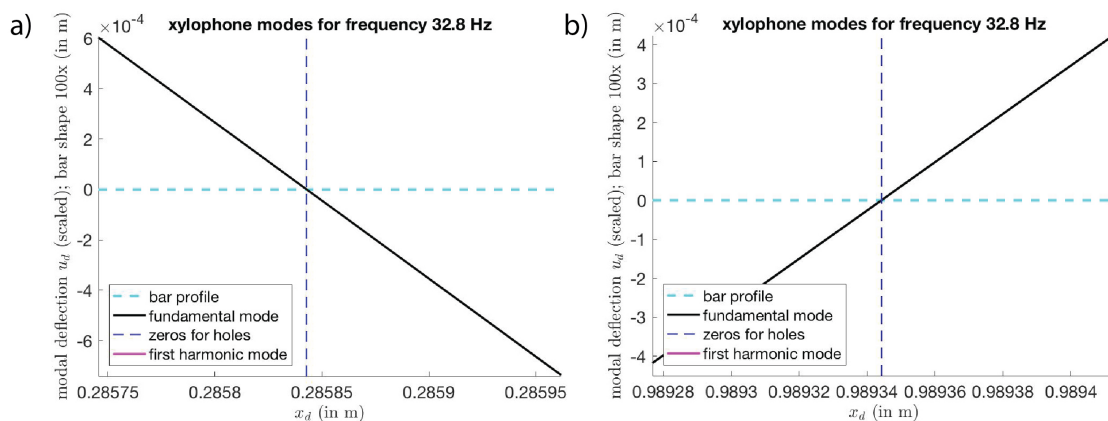 a)
xylophone modes for frequency 32.8 Hz
×10⁻⁴
modal deflection u_d (scaled); bar shape 100x (in m)
6
4
2
0
-2
-4
-6
bar profile
fundamental mode
zeros for holes
first harmonic mode
0.28575 0.2858 0.28585 0.2859 0.28595
x_d (in m)
b)
xylophone modes for frequency 32.8 Hz
×10⁻⁴
modal deflection u_d (scaled); bar shape 100x (in m)
4
3
2
1
0
-1
-2
-3
-4
bar profile
fundamental mode
zeros for holes
first harmonic mode
0.98928 0.9893 0.98932 0.98934 0.98936 0.98938 0.9894
x_d (in m)